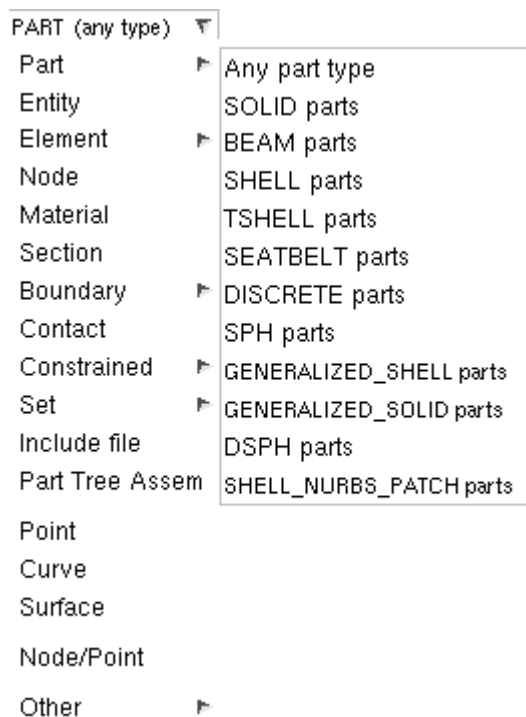 PART (any type)
Part
Entity
Element
Node
Material
Section
Boundary
Contact
Constrained
Set
Include file
Part Tree Assem
Point
Curve
Surface
Node/Point
Other
Any part type
SOLID parts
BEAM parts
SHELL parts
TSHELL parts
SEATBELT parts
DISCRETE parts
SPH parts
GENERALIZED_SHELL parts
GENERALIZED_SOLID parts
DSPH parts
SHELL_NURBS_PATCH parts